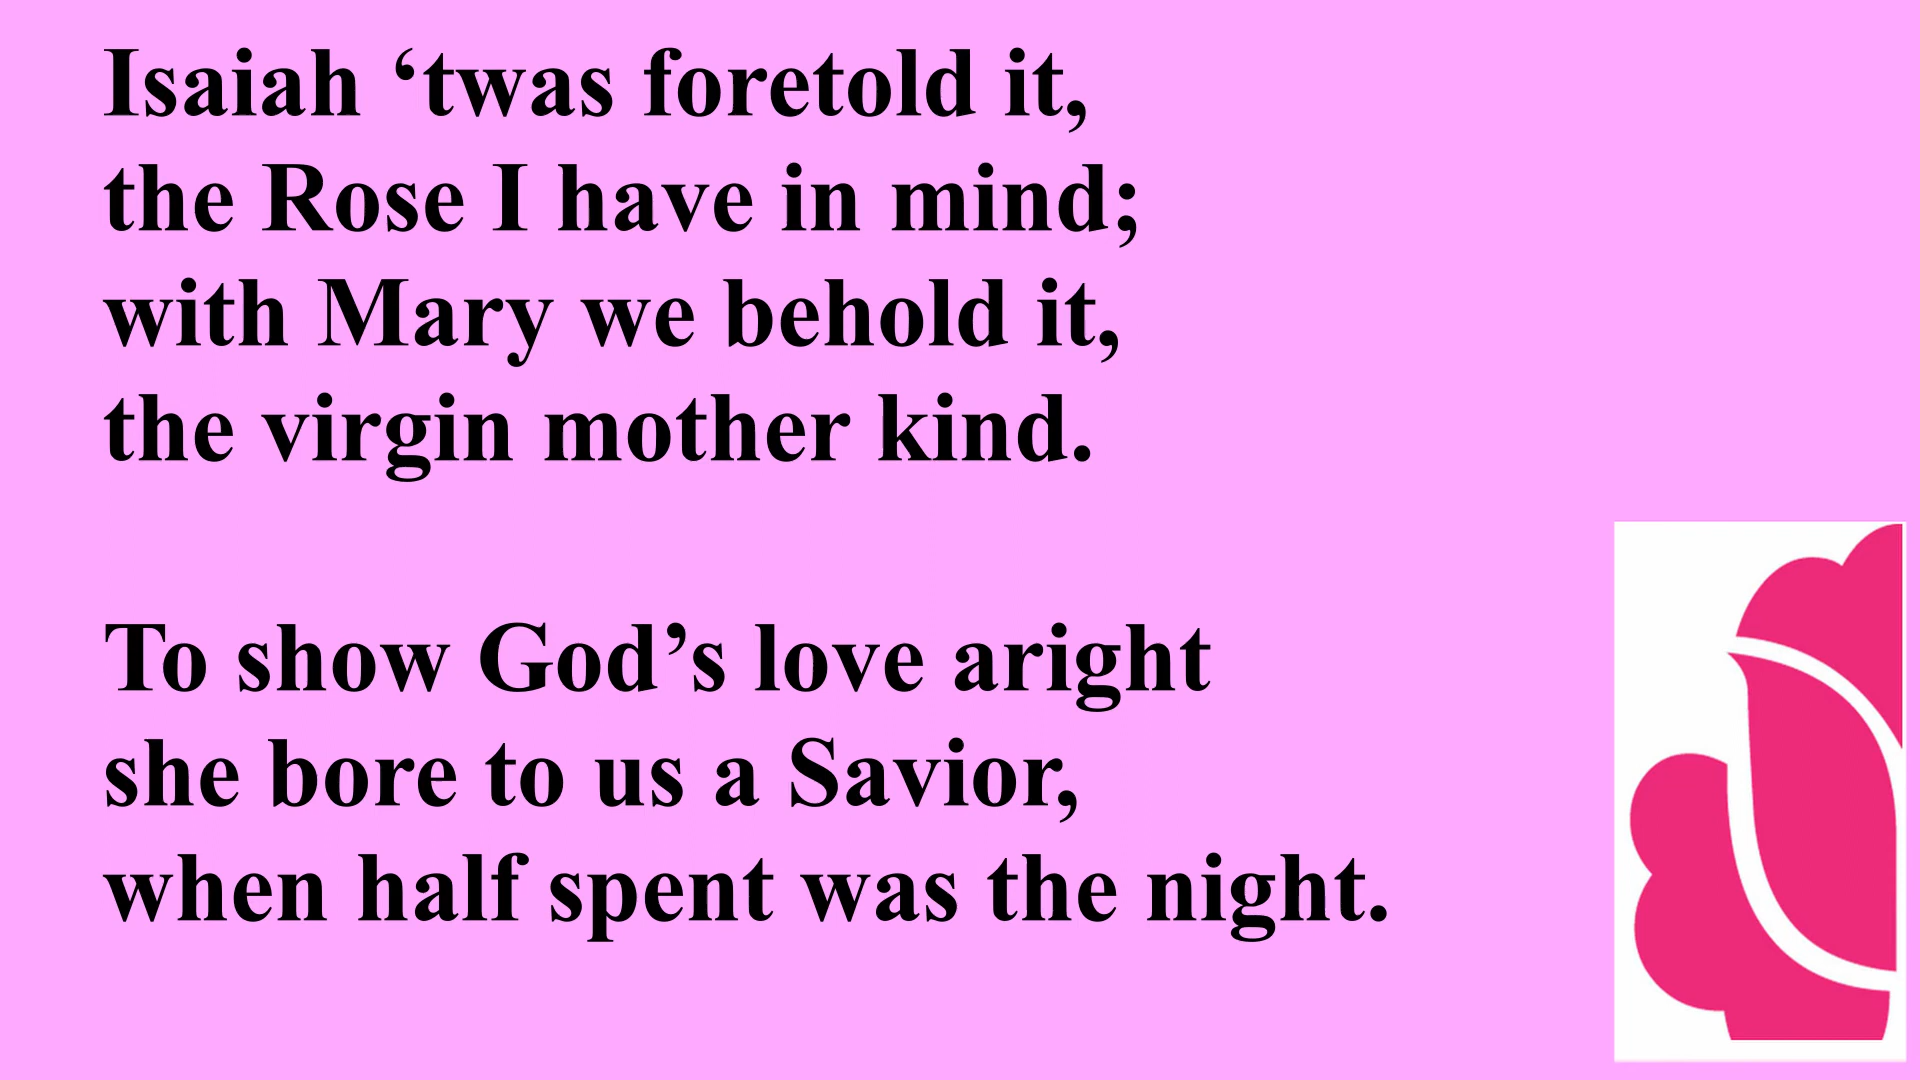 Isaiah ‘twas foretold it,
the Rose I have in mind;
with Mary we behold it,
the virgin mother kind.
To show God’s love aright
she bore to us a Savior,
when half spent was the night.